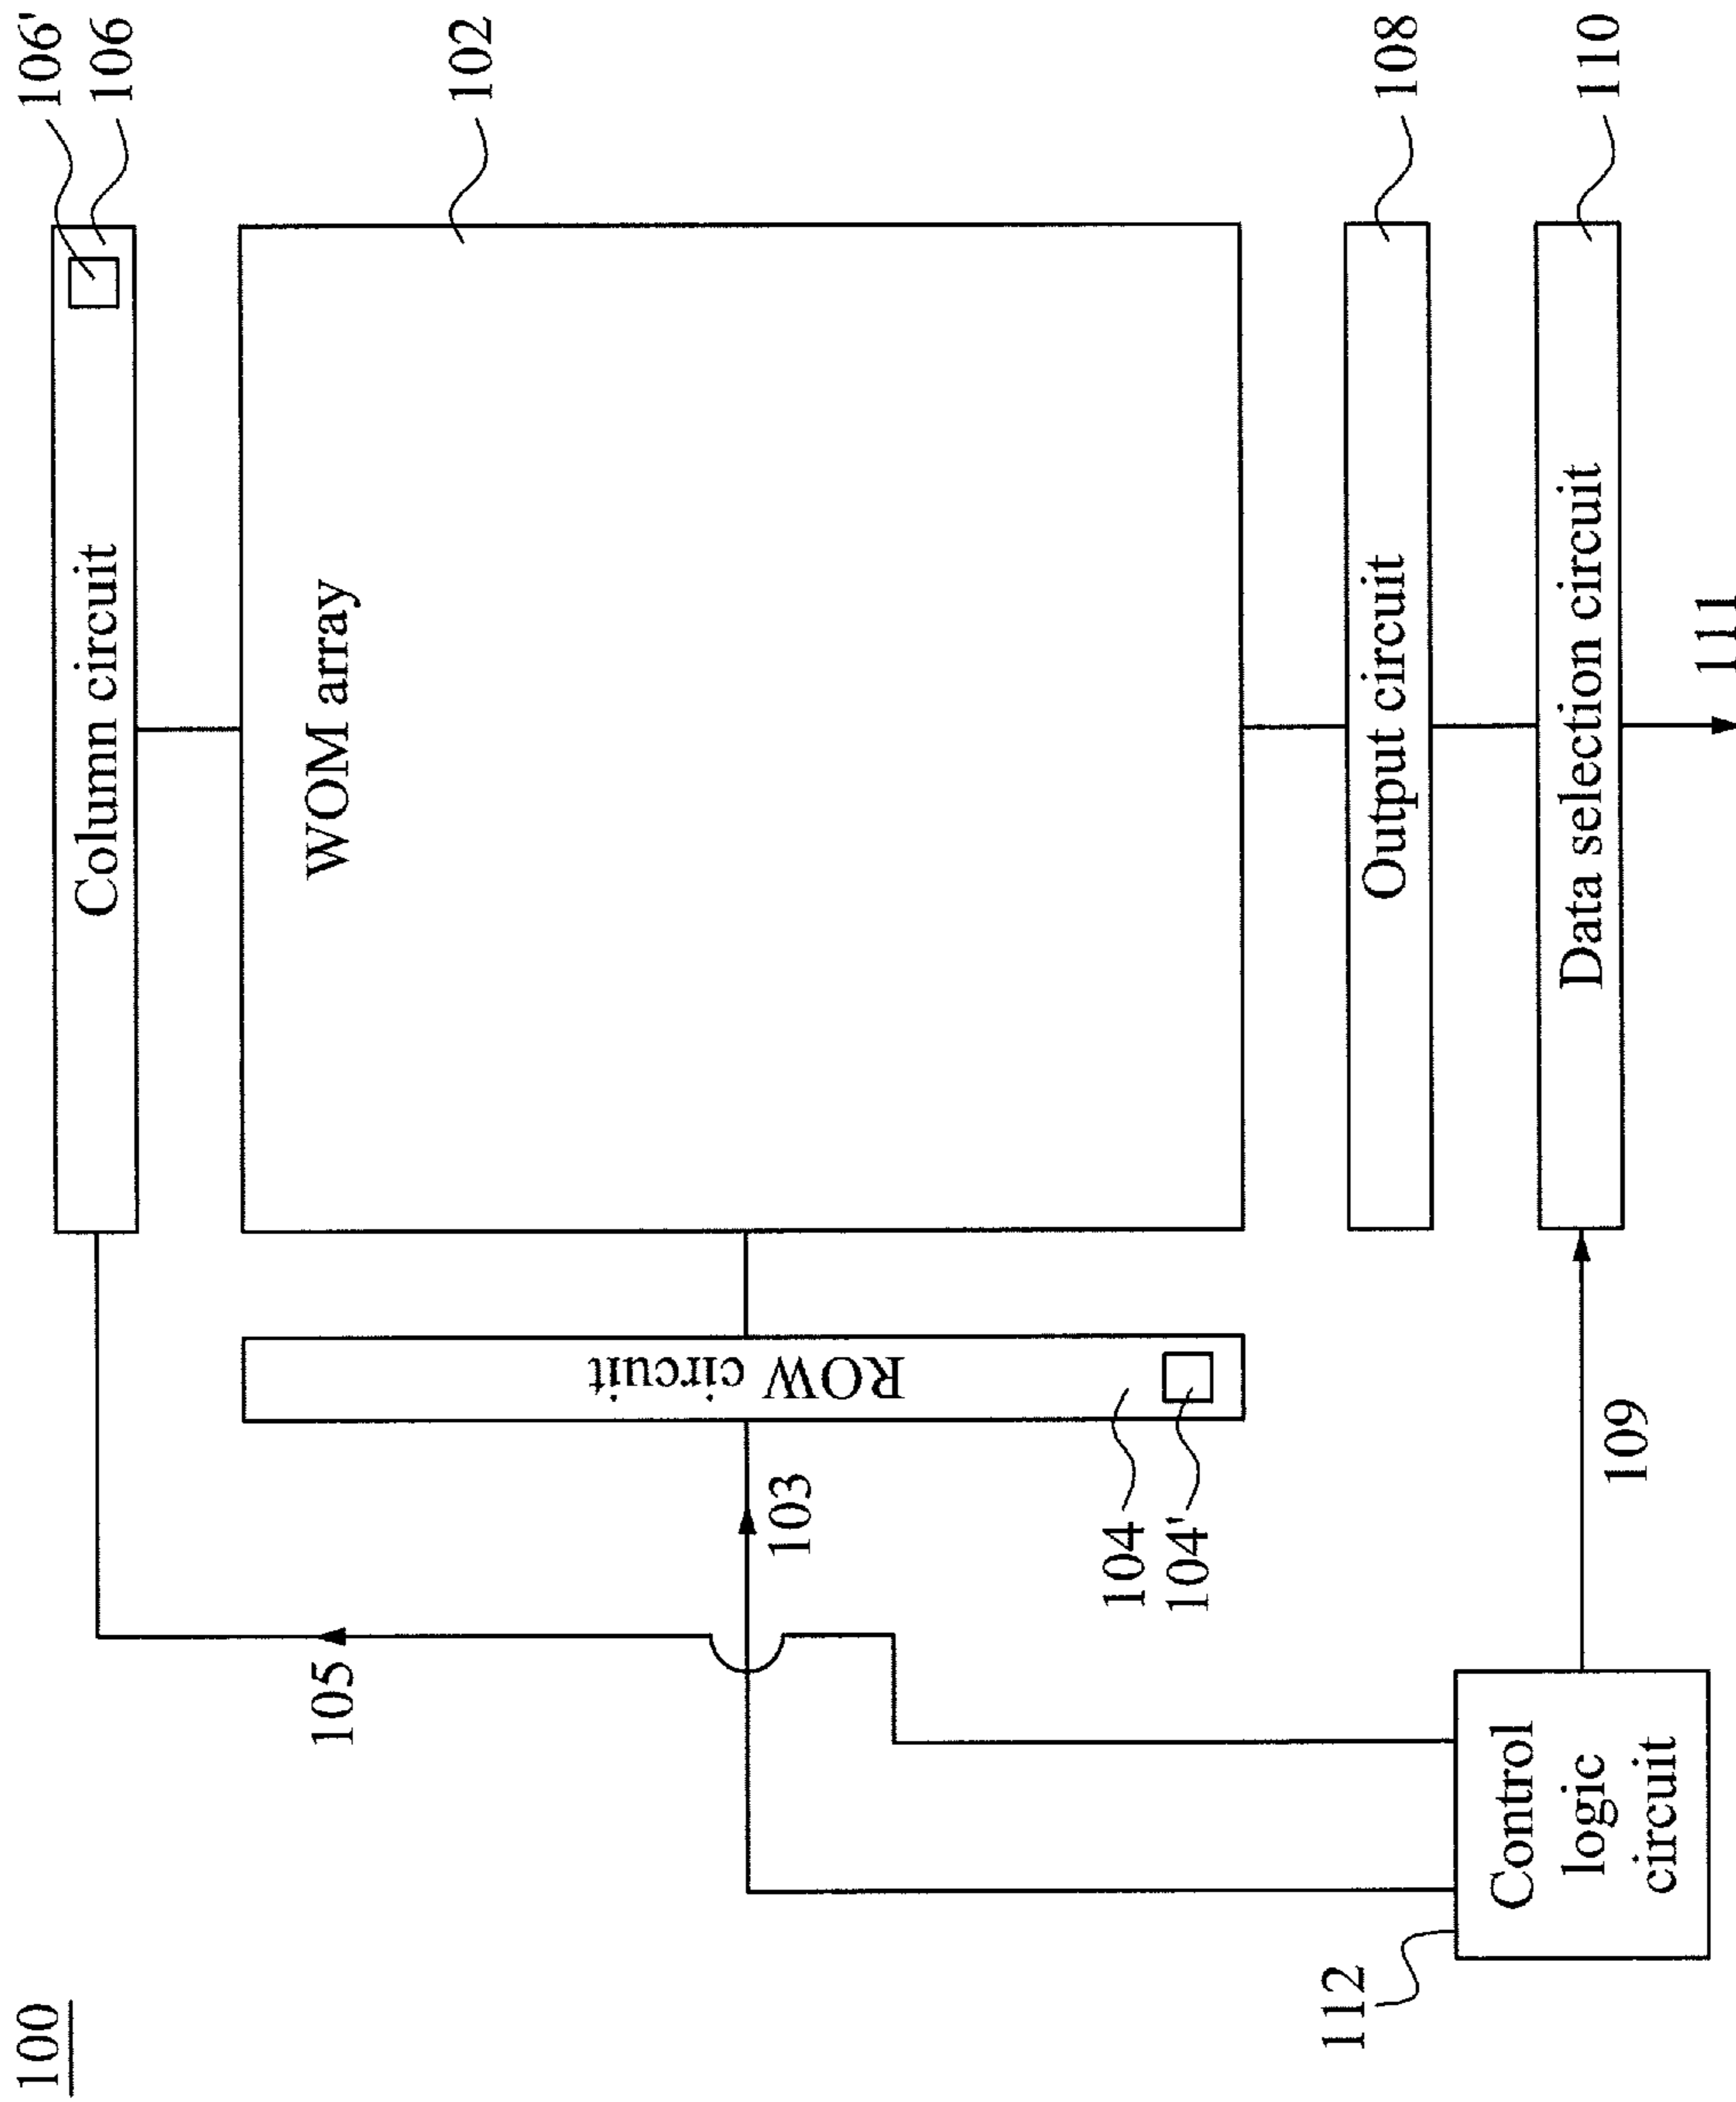 100
106'
106
Column circuit
105
102
WOM array
103
ROW circuit
104
104'
108
Output circuit
110
Data selection circuit
109
112
Control
logic
circuit
111